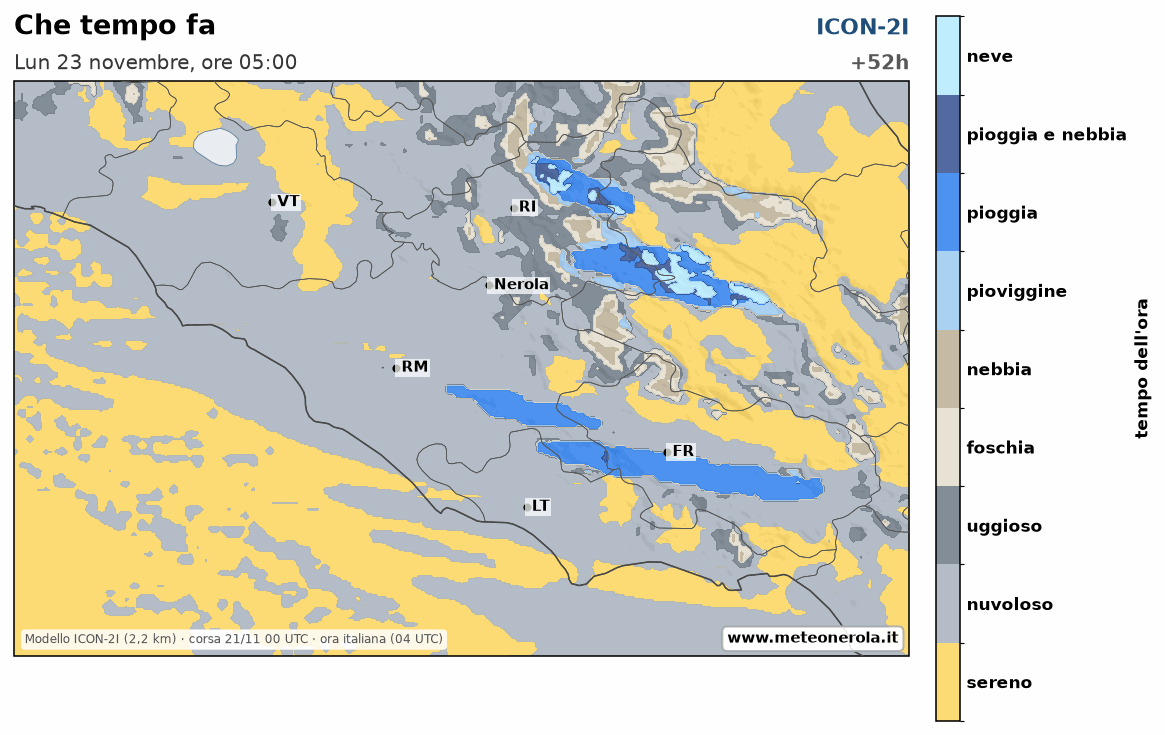 Che tempo fa
ICON-2I
Lun 23 novembre, ore 05:00
+52h
neve
pioggia e nebbia
pioggia
pioviggine
nebbia
foschia
uggioso
nuvoloso
sereno
tempo dell'ora
VT
RI
Nerola
RM
FR
LT
Modello ICON-2I (2,2 km) · corsa 21/11 00 UTC · ora italiana (04 UTC)
www.meteonerola.it